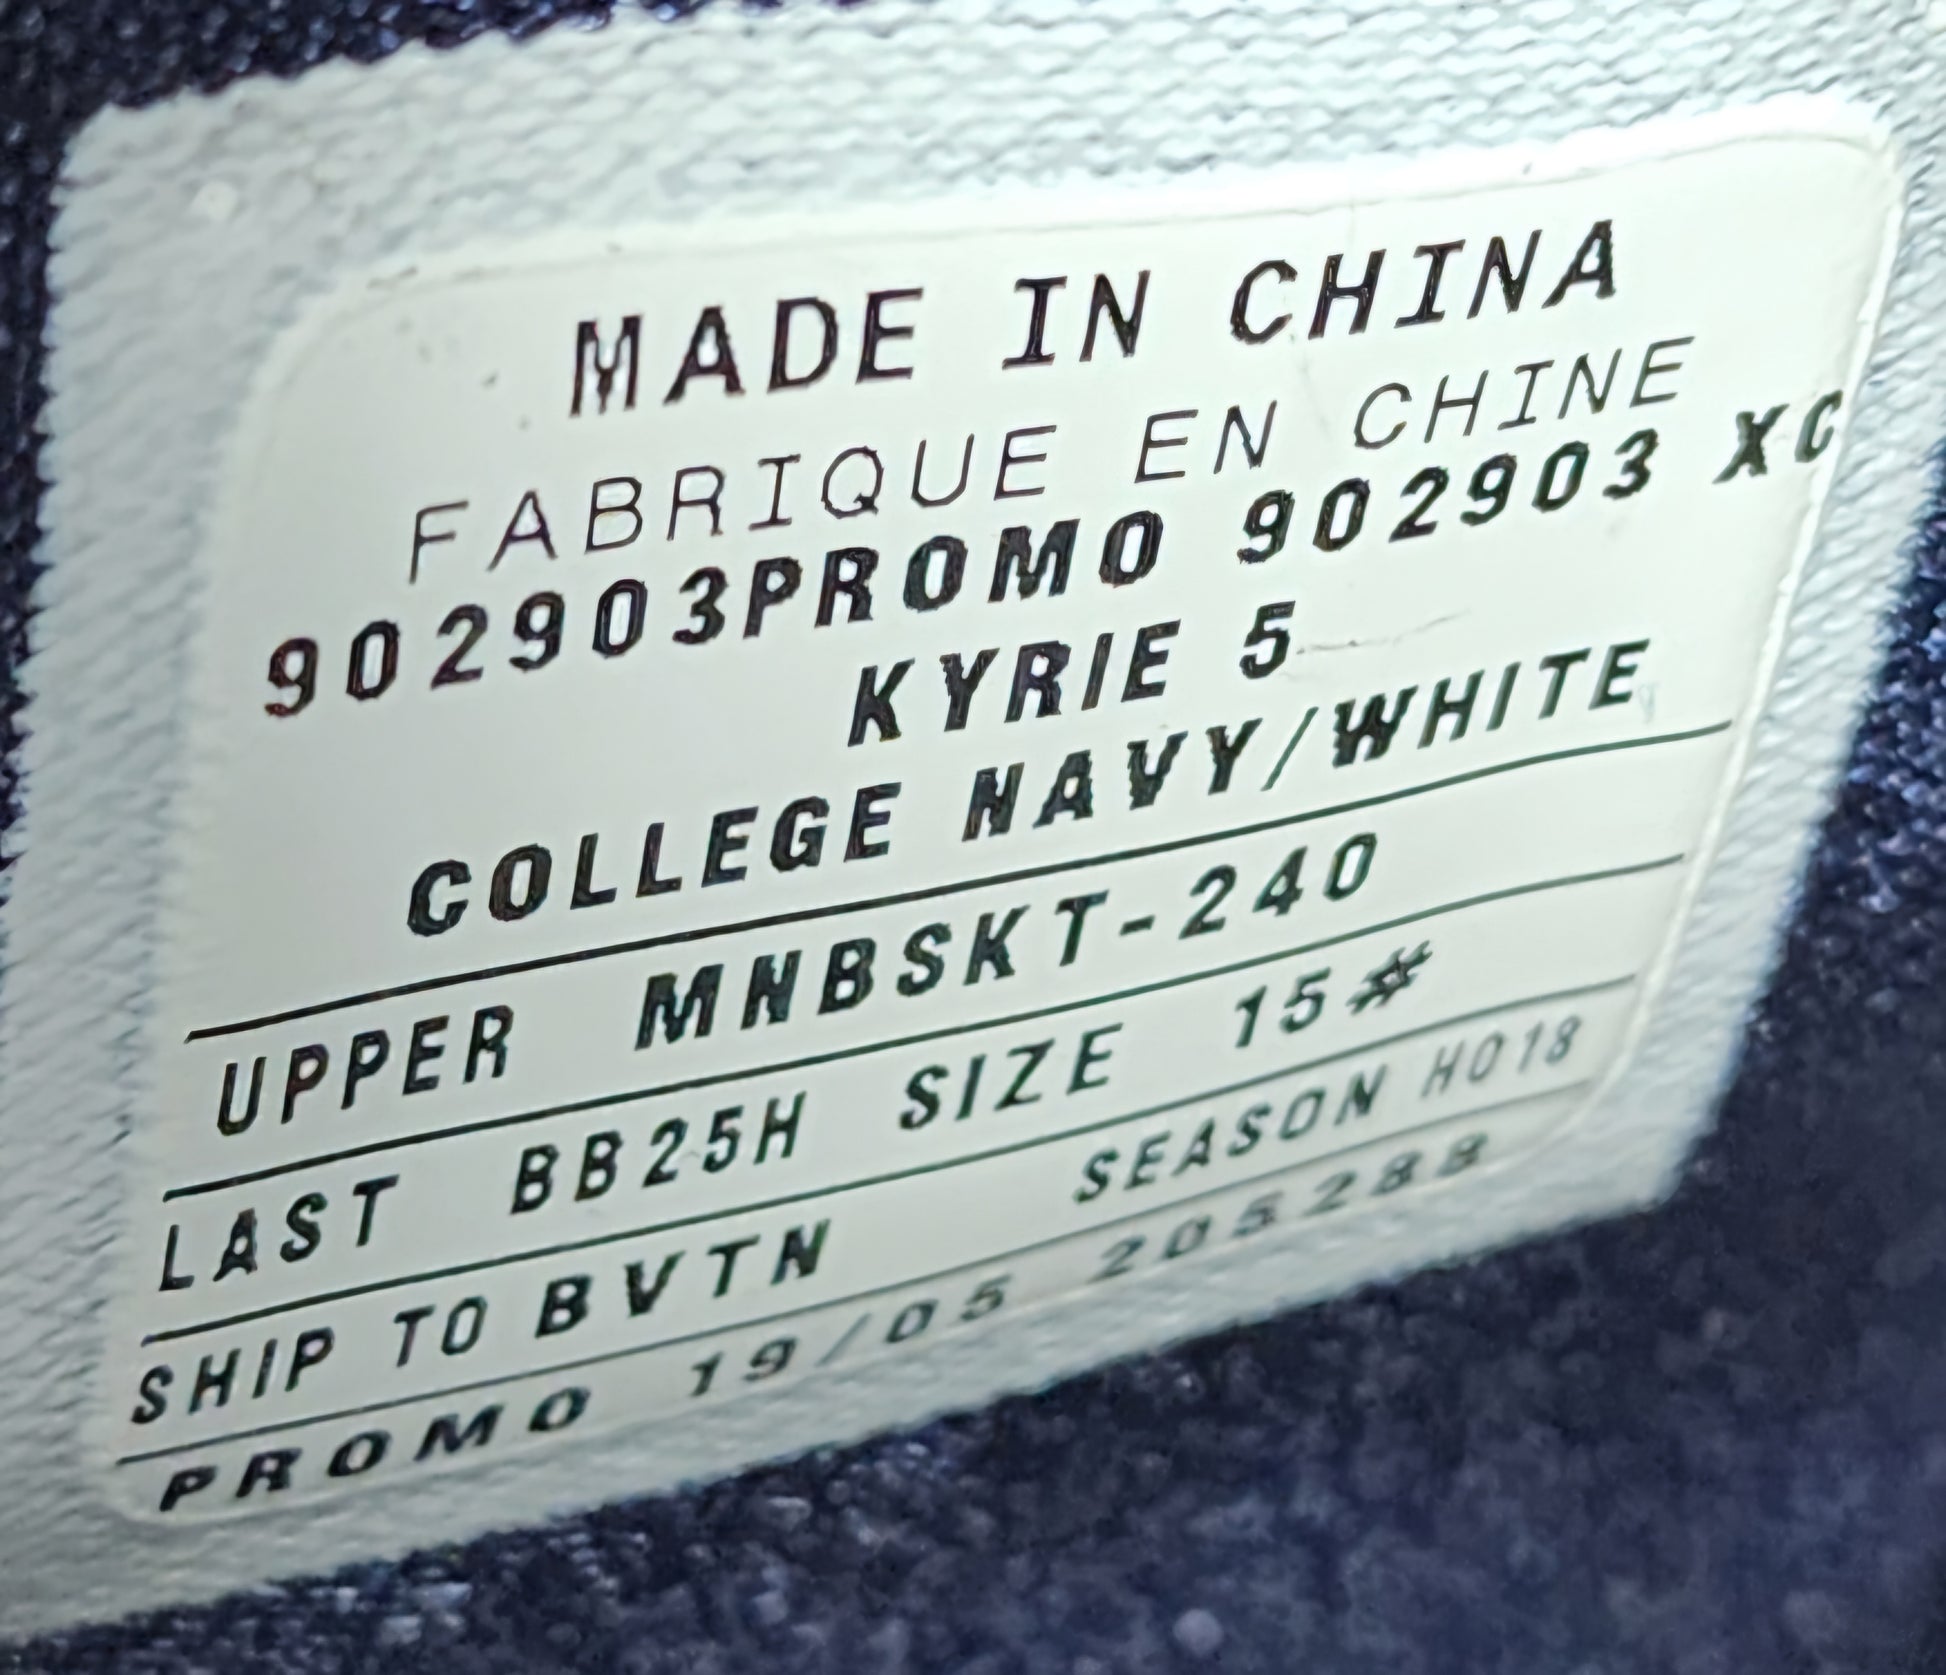 MADE IN CHINA
FABRIQUE EN CHINE
902903PROMO 902903 XC
KYRIE 5
COLLEGE NAVY/WHITE
UPPER MNBSKT-240
LAST BB25H SIZE 15#
SHIP TO BVTN SEASON HO18
PROMO 19/05 205288